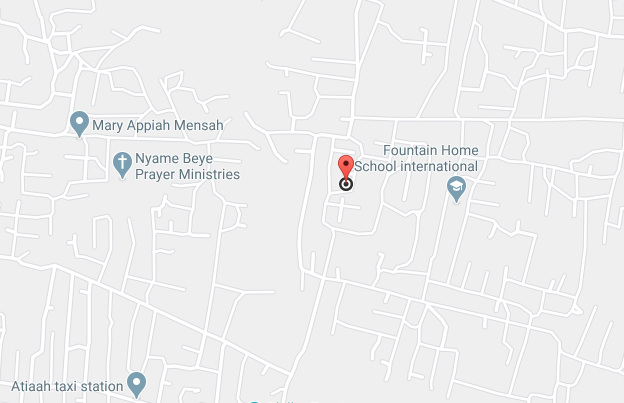 Mary Appiah Mensah
Nyame Beye
Prayer Ministries
Fountain Home
School international
Atiaah taxi station